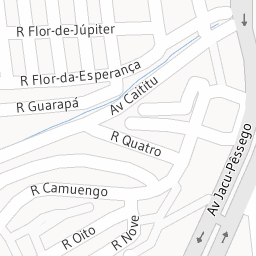 R Flor-de-Júpiter
R Flor-da-Esperança
R Guarapá
Av Caititu
R Quatro
Av Jacu-Pêssego
R Camuengo
R Oito
R Nove